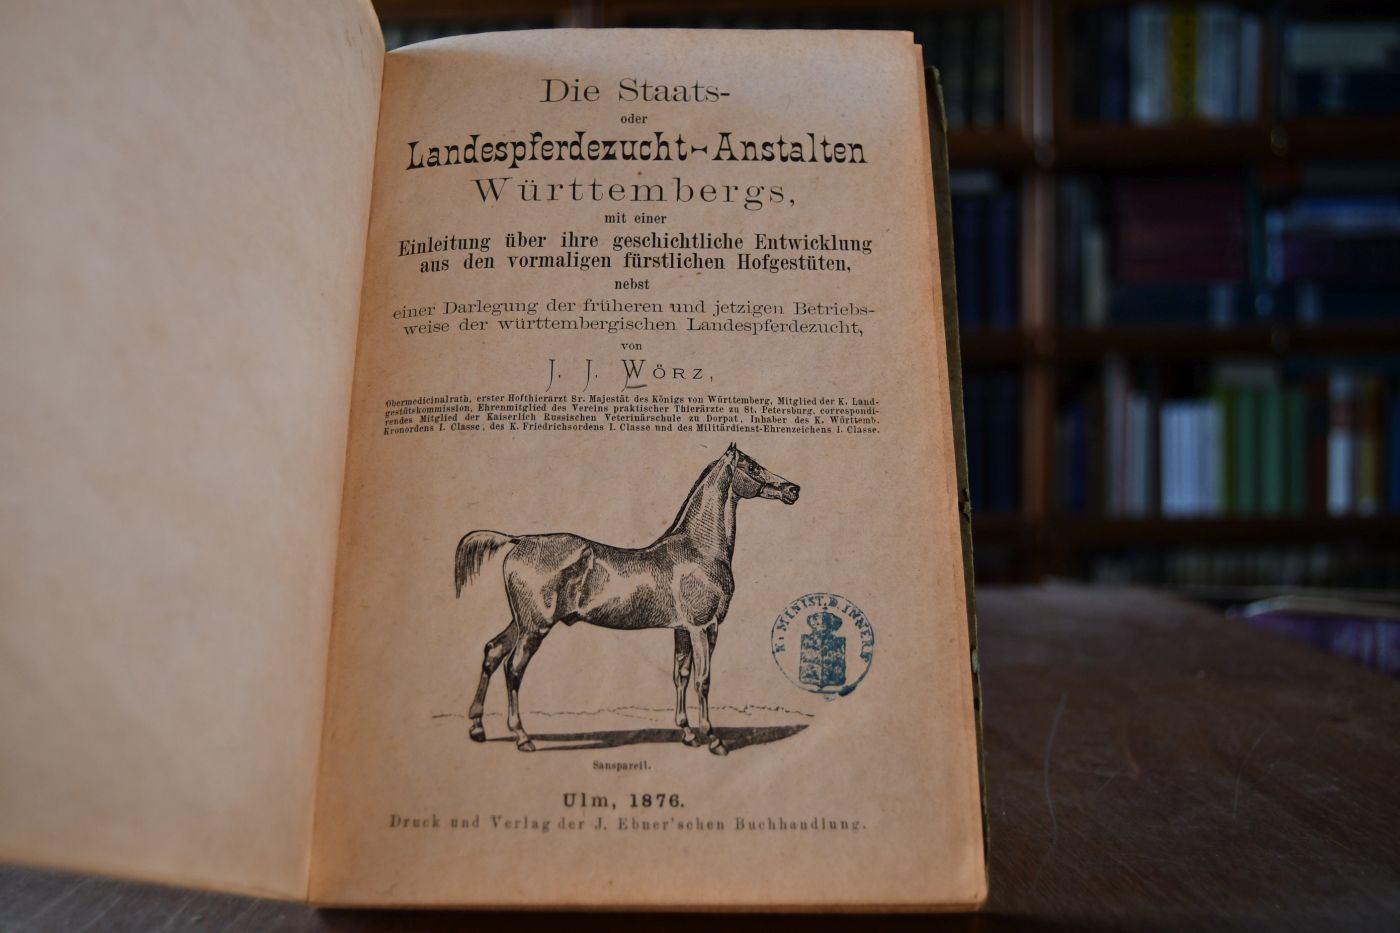 Die Staats-
oder
Landespferdezucht-Anstalten
Württembergs,
mit einer
Einleitung über ihre geschichtliche Entwicklung
aus den vormaligen fürstlichen Hofgestüten,
nebst
einer Darlegung der früheren und jetzigen Betriebs-
weise der württembergischen Landespferdezucht,
von
J. J. Wörz,
Obermedicinalrath, erster Hofthierarzt Sr. Majestät des Königs von Württemberg, Mitglied der K. Land-
gestütskommission, Ehrenmitglied des Vereins praktischer Thierärzte zu St. Petersburg, correspondi-
rendes Mitglied der Kaiserlich Russischen Veterinärschule zu Dorpat, Inhaber des K. Württemb.
Kronordens I. Classe, des K. Friedrichsordens I. Classe und des Militärdienst-Ehrenzeichens I. Classe.
K. MINIST. D. INNERN
Sanspareil.
Ulm, 1876.
Druck und Verlag der J. Ebner'schen Buchhandlung.